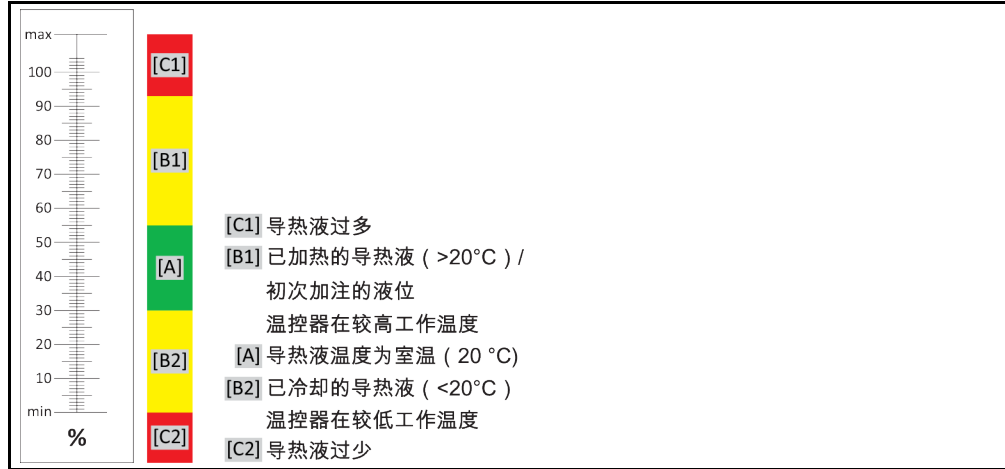 max
100
90
80
70
60
50
40
30
20
10
min
%
[C1]
[B1]
[A]
[B2]
[C2]
[C1] 导热液过多
[B1] 已加热的导热液 ( >20°C ) /
初次加注的液位
温控器在较高工作温度
[A] 导热液温度为室温 ( 20 °C)
[B2] 已冷却的导热液 ( <20°C )
温控器在较低工作温度
[C2] 导热液过少